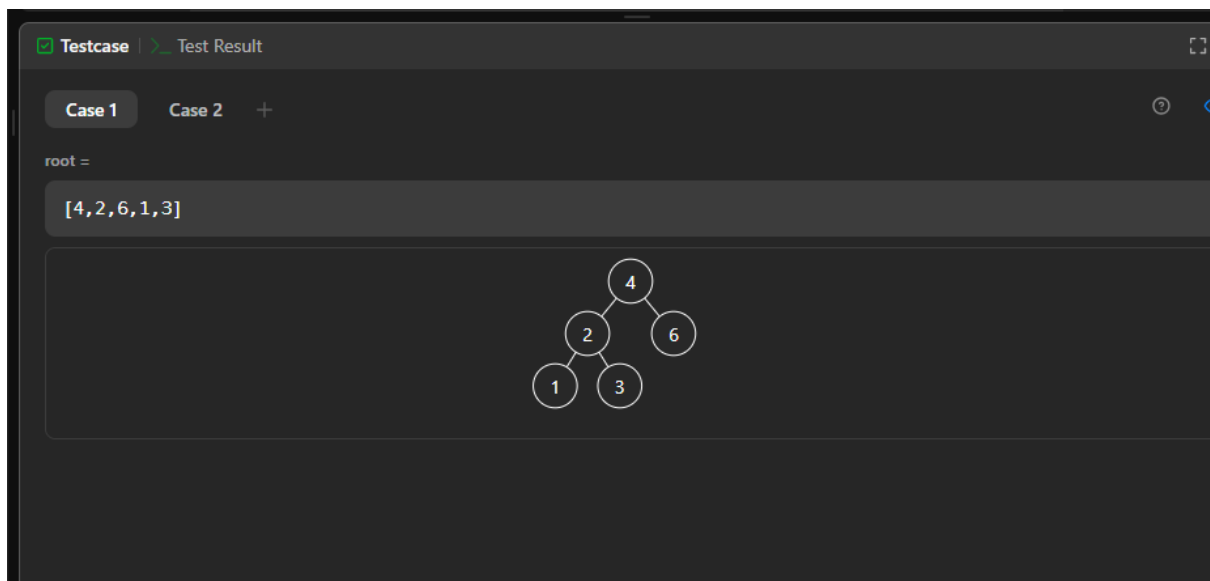 Testcase >_ Test Result
Case 1 Case 2 +
root =
[4,2,6,1,3]
4
2 6
1 3